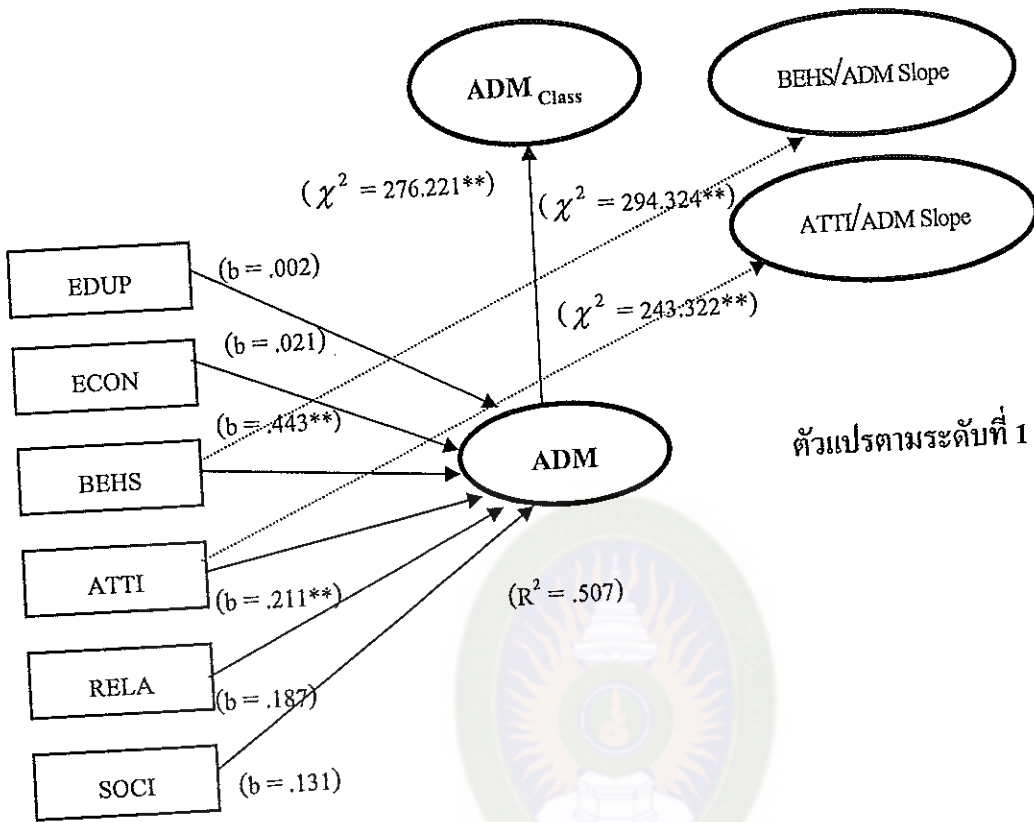 ADM Class
BEHS/ADM Slope
(χ² = 276.221**)
(χ² = 294.324**)
ATTI/ADM Slope
EDUP
(b = .002)
(χ² = 243.322**)
(b = .021)
ECON
(b = .443**)
ตัวแปรตามระดับที่ 1
BEHS
ADM
ATTI
(b = .211**)
(R² = .507)
RELA
(b = .187)
SOCI
(b = .131)